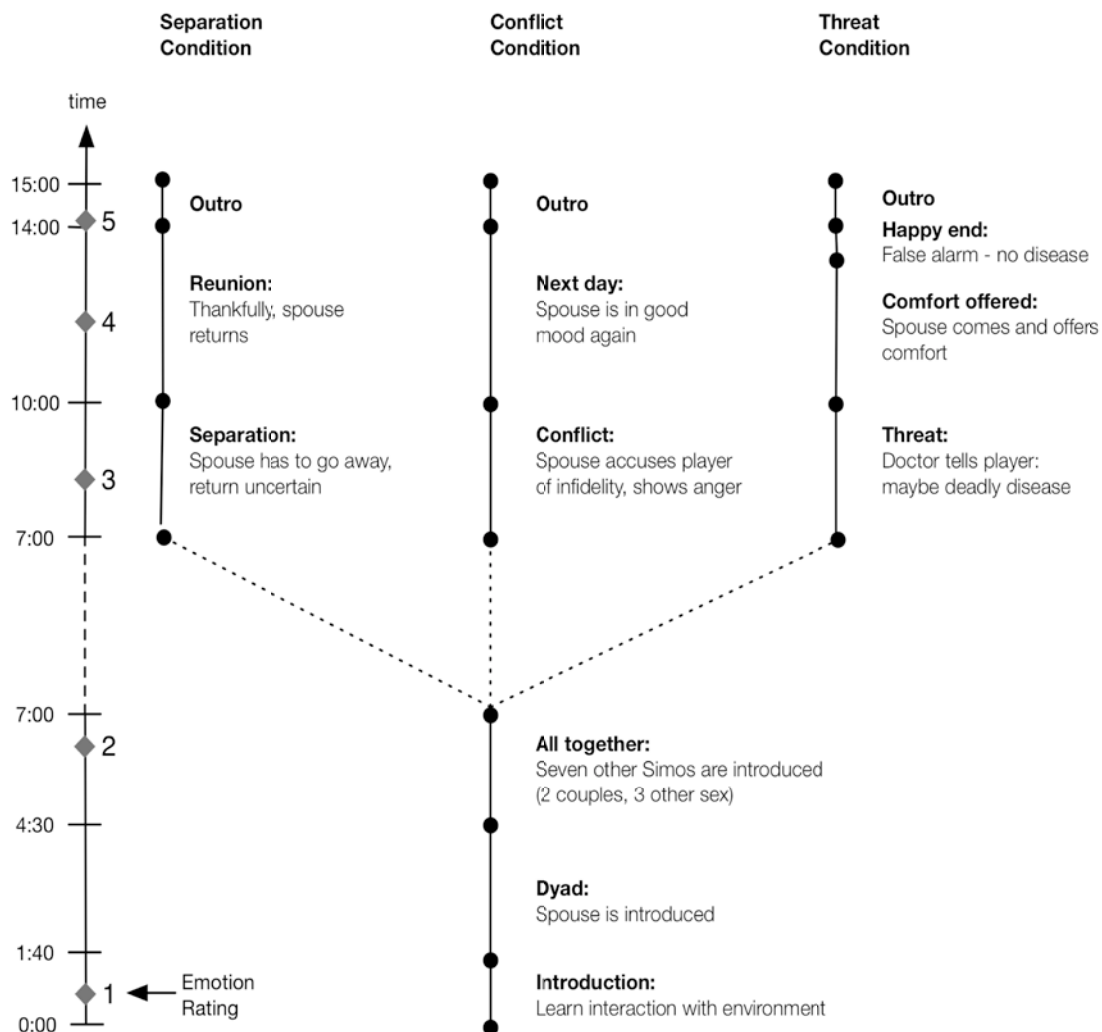 Separation
Condition
Conflict
Condition
Threat
Condition
time
15:00
Outro
Outro
Outro
14:00
5
Happy end:
False alarm - no disease
Reunion:
Thankfully, spouse
returns
Next day:
Spouse is in good
mood again
Comfort offered:
Spouse comes and offers
comfort
4
10:00
Separation:
Spouse has to go away,
return uncertain
Conflict:
Spouse accuses player
of infidelity, shows anger
Threat:
Doctor tells player:
maybe deadly disease
3
7:00
7:00
2
All together:
Seven other Simos are introduced
(2 couples, 3 other sex)
4:30
Dyad:
Spouse is introduced
1:40
1
Emotion
Rating
Introduction:
Learn interaction with environment
0:00